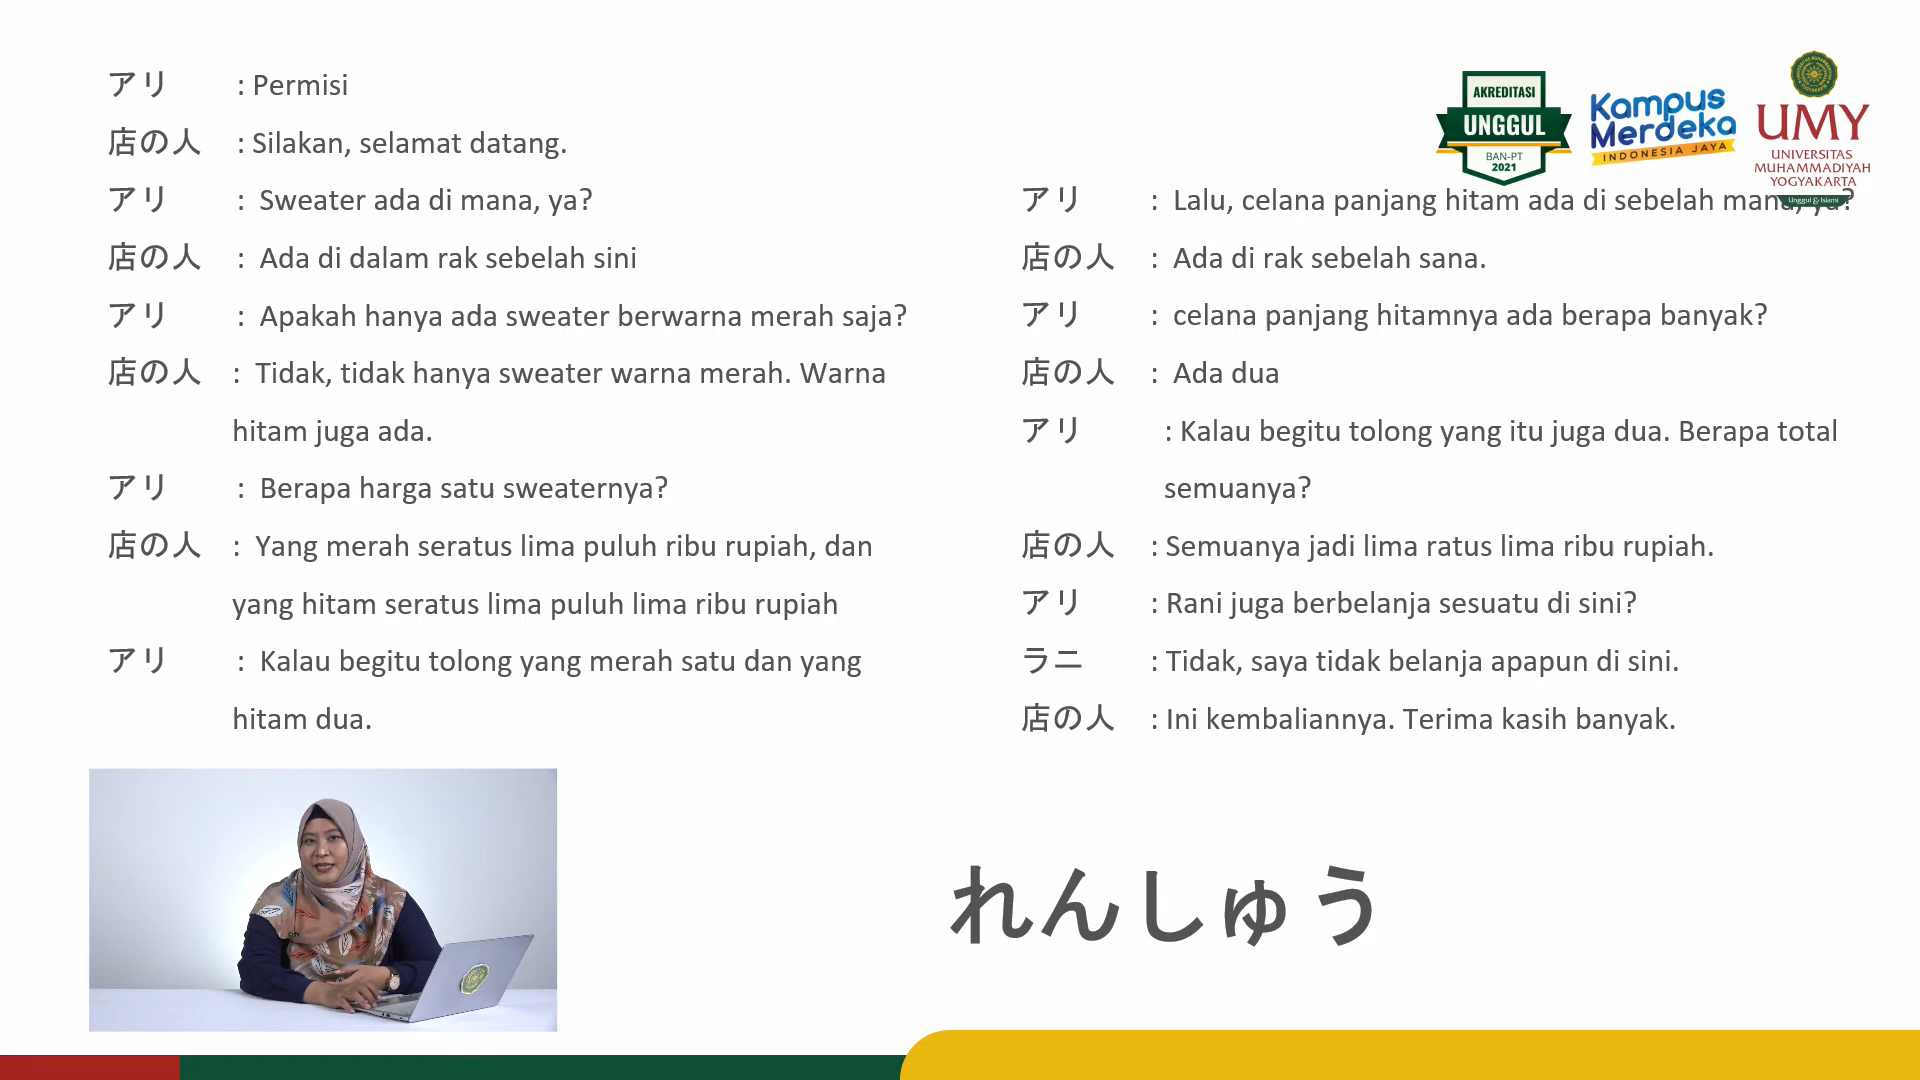 アリ : Permisi
店の人 : Silakan, selamat datang.
アリ : Sweater ada di mana, ya?
店の人 : Ada di dalam rak sebelah sini
アリ : Apakah hanya ada sweater berwarna merah saja?
店の人 : Tidak, tidak hanya sweater warna merah. Warna
hitam juga ada.
アリ : Berapa harga satu sweaternya?
店の人 : Yang merah seratus lima puluh ribu rupiah, dan
yang hitam seratus lima puluh lima ribu rupiah
アリ : Kalau begitu tolong yang merah satu dan yang
hitam dua.
アリ : Lalu, celana panjang hitam ada di sebelah mana, ya?
店の人 : Ada di rak sebelah sana.
アリ : celana panjang hitamnya ada berapa banyak?
店の人 : Ada dua
アリ : Kalau begitu tolong yang itu juga dua. Berapa total
semuanya?
店の人 : Semuanya jadi lima ratus lima ribu rupiah.
アリ : Rani juga berbelanja sesuatu di sini?
ラニ : Tidak, saya tidak belanja apapun di sini.
店の人 : Ini kembaliannya. Terima kasih banyak.
れんしゅう
AKREDITASI
UNGGUL
BAN-PT
2021
Kampus
Merdeka
INDONESIA JAYA
UMY
UNIVERSITAS
MUHAMMADIYAH
YOGYAKARTA
Unggul & Islami